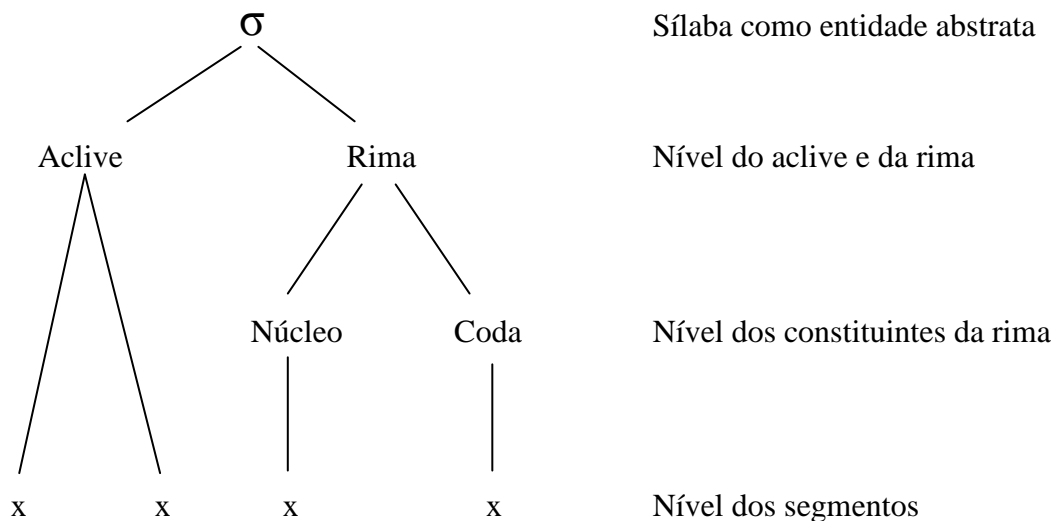 σ Sílaba como entidade abstrata
Aclive Rima Nível do aclive e da rima
Núcleo Coda Nível dos constituintes da rima
x x x x Nível dos segmentos